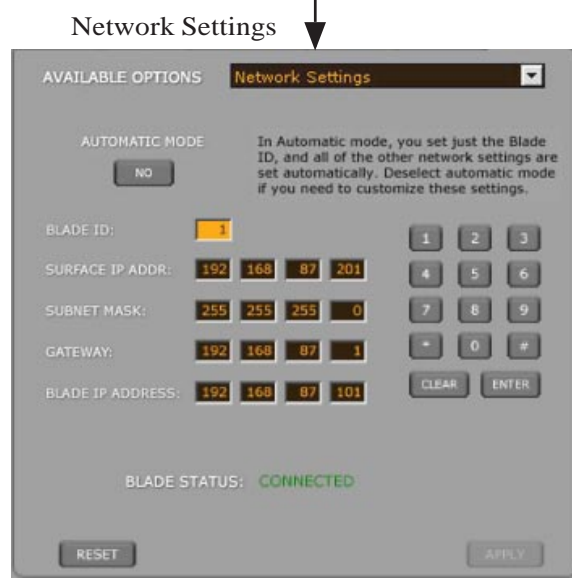 Network Settings
AVAILABLE OPTIONS Network Settings
AUTOMATIC MODE
NO
In Automatic mode, you set just the Blade
ID, and all of the other network settings are
set automatically. Deselect automatic mode
if you need to customize these settings.
BLADE ID: 1
SURFACE IP ADDR: 192 168 87 201
SUBNET MASK: 255 255 255 0
GATEWAY: 192 168 87 1
BLADE IP ADDRESS: 192 168 87 101
1 2 3
4 5 6
7 8 9
* 0 #
CLEAR ENTER
BLADE STATUS: CONNECTED
RESET APPLY